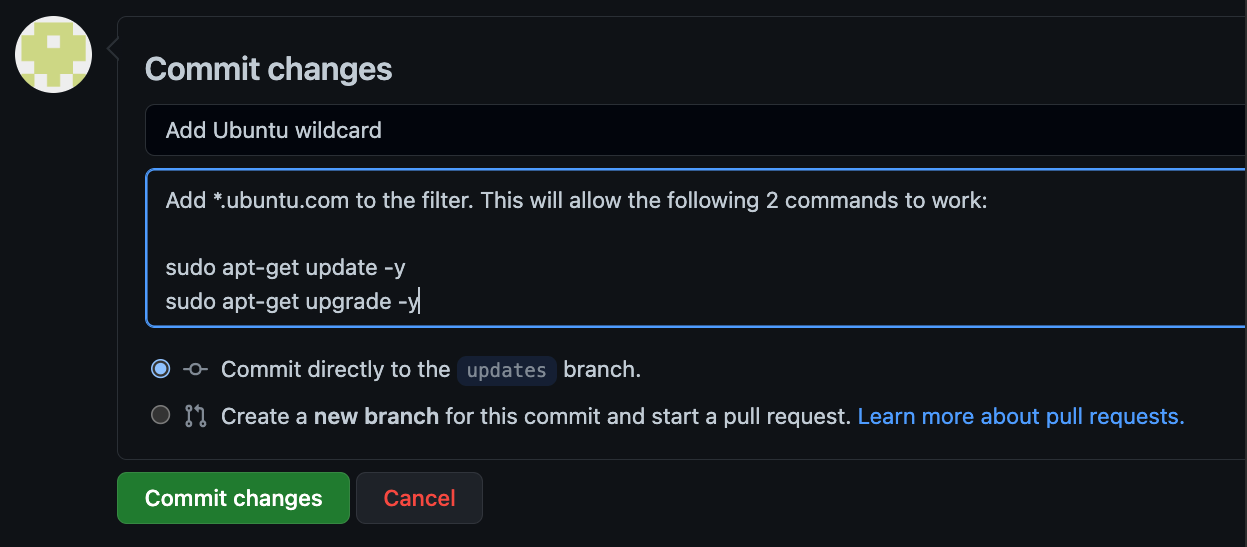 Commit changes
Add Ubuntu wildcard
Add *.ubuntu.com to the filter. This will allow the following 2 commands to work:
sudo apt-get update -y
sudo apt-get upgrade -y
Commit directly to the updates branch.
Create a new branch for this commit and start a pull request. Learn more about pull requests.
Commit changes Cancel